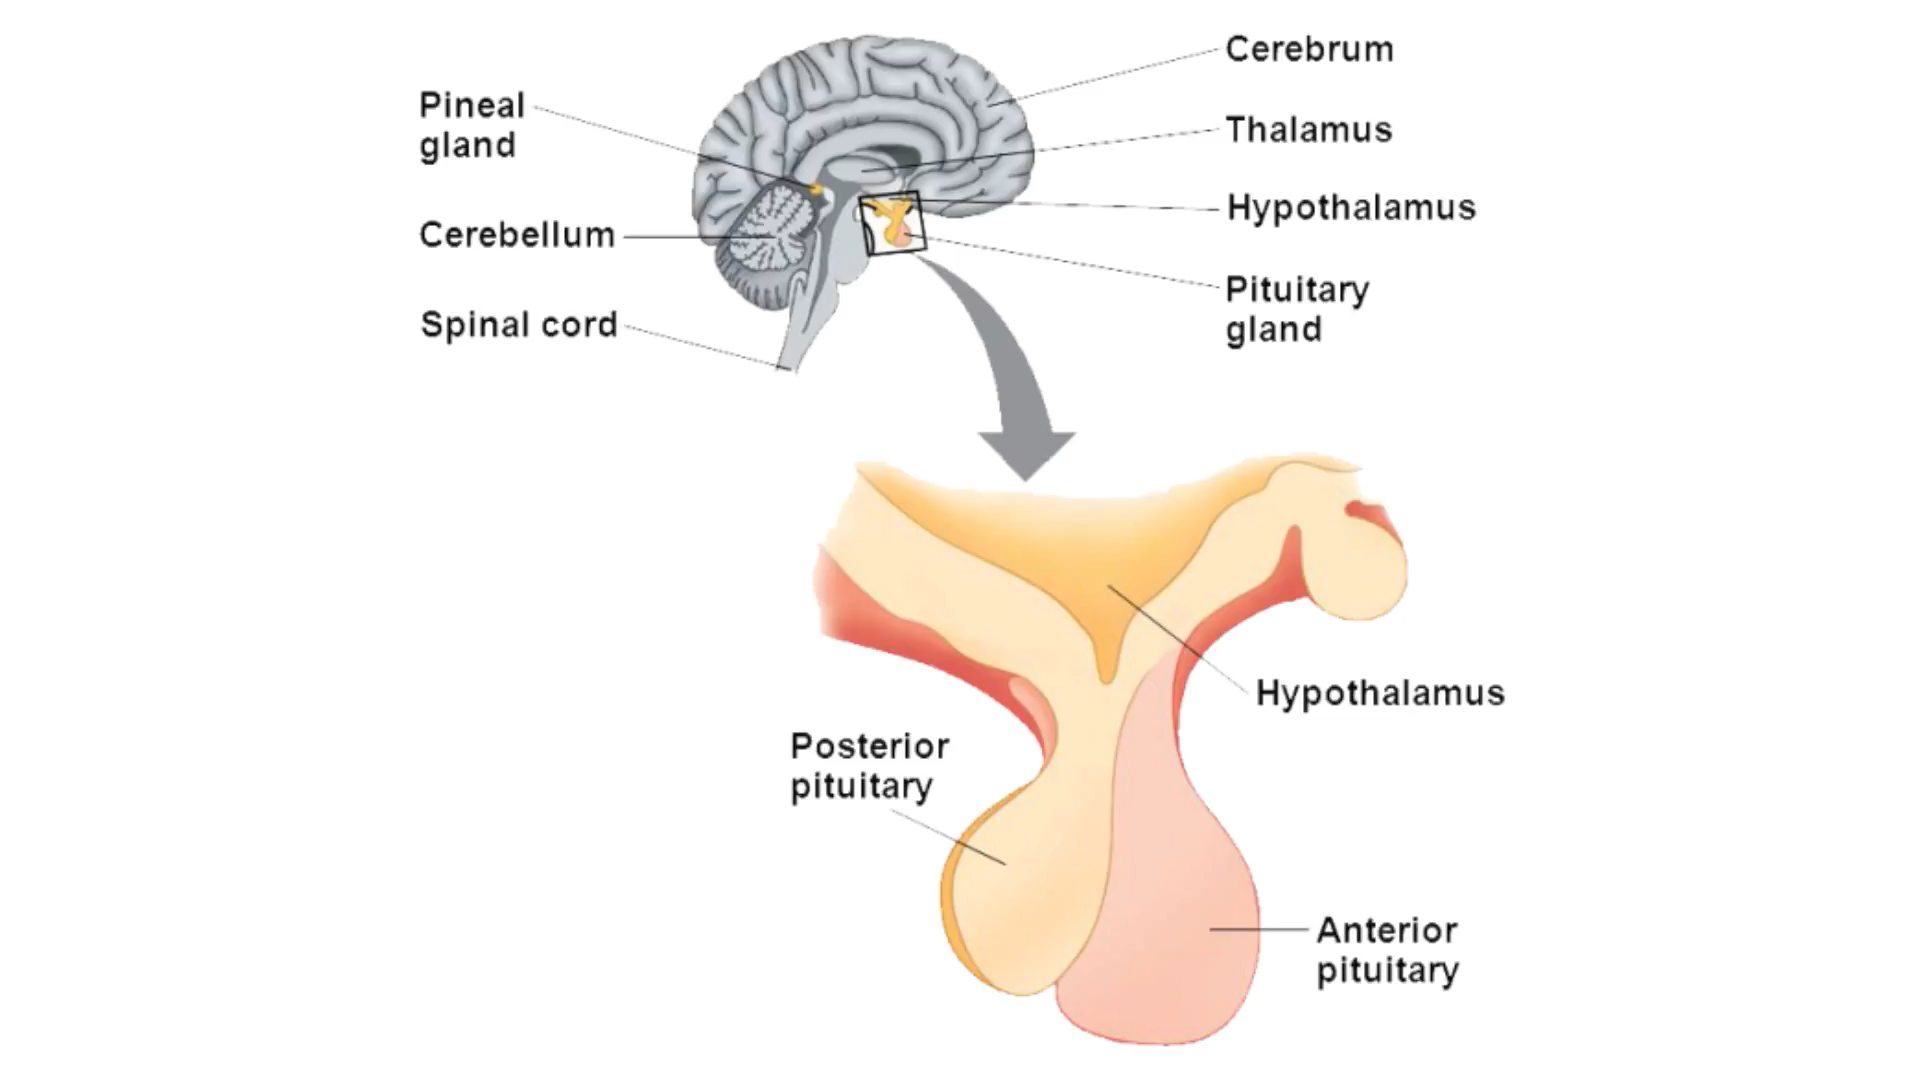 Cerebrum
Pineal
gland
Thalamus
Hypothalamus
Cerebellum
Pituitary
gland
Spinal cord
Hypothalamus
Posterior
pituitary
Anterior
pituitary